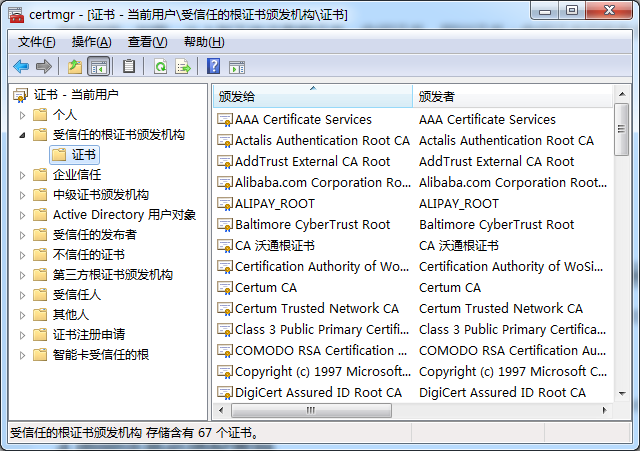 certmgr - [证书 - 当前用户\受信任的根证书颁发机构\证书]
文件(F) 操作(A) 查看(V) 帮助(H)
证书 - 当前用户
个人
受信任的根证书颁发机构
证书
企业信任
中级证书颁发机构
Active Directory 用户对象
受信任的发布者
不信任的证书
第三方根证书颁发机构
受信任人
其他人
证书注册申请
智能卡受信任的根
颁发给 颁发者
AAA Certificate Services AAA Certificate Services
Actalis Authentication Root CA Actalis Authentication Root CA
AddTrust External CA Root AddTrust External CA Root
Alibaba.com Corporation Ro... Alibaba.com Corporation Root...
ALIPAY_ROOT ALIPAY_ROOT
Baltimore CyberTrust Root Baltimore CyberTrust Root
CA 沃通根证书 CA 沃通根证书
Certification Authority of Wo... Certification Authority of WoSi...
Certum CA Certum CA
Certum Trusted Network CA Certum Trusted Network CA
Class 3 Public Primary Certifi... Class 3 Public Primary Certifica...
COMODO RSA Certification ... COMODO RSA Certification Au...
Copyright (c) 1997 Microsoft... Copyright (c) 1997 Microsoft C...
DigiCert Assured ID Root CA DigiCert Assured ID Root CA
受信任的根证书颁发机构 存储含有 67 个证书。